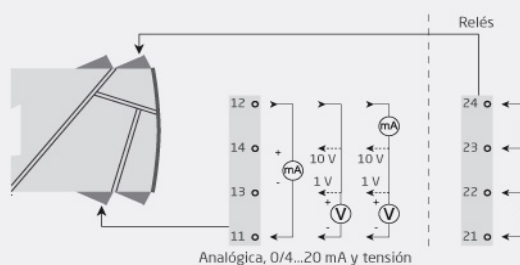 Relés
12
14
13
11
+
mA
-
10 V
1 V
+
V
-
mA
10 V
1 V
+
V
-
24
23
22
21
Analógica, 0/4...20 mA y tensión